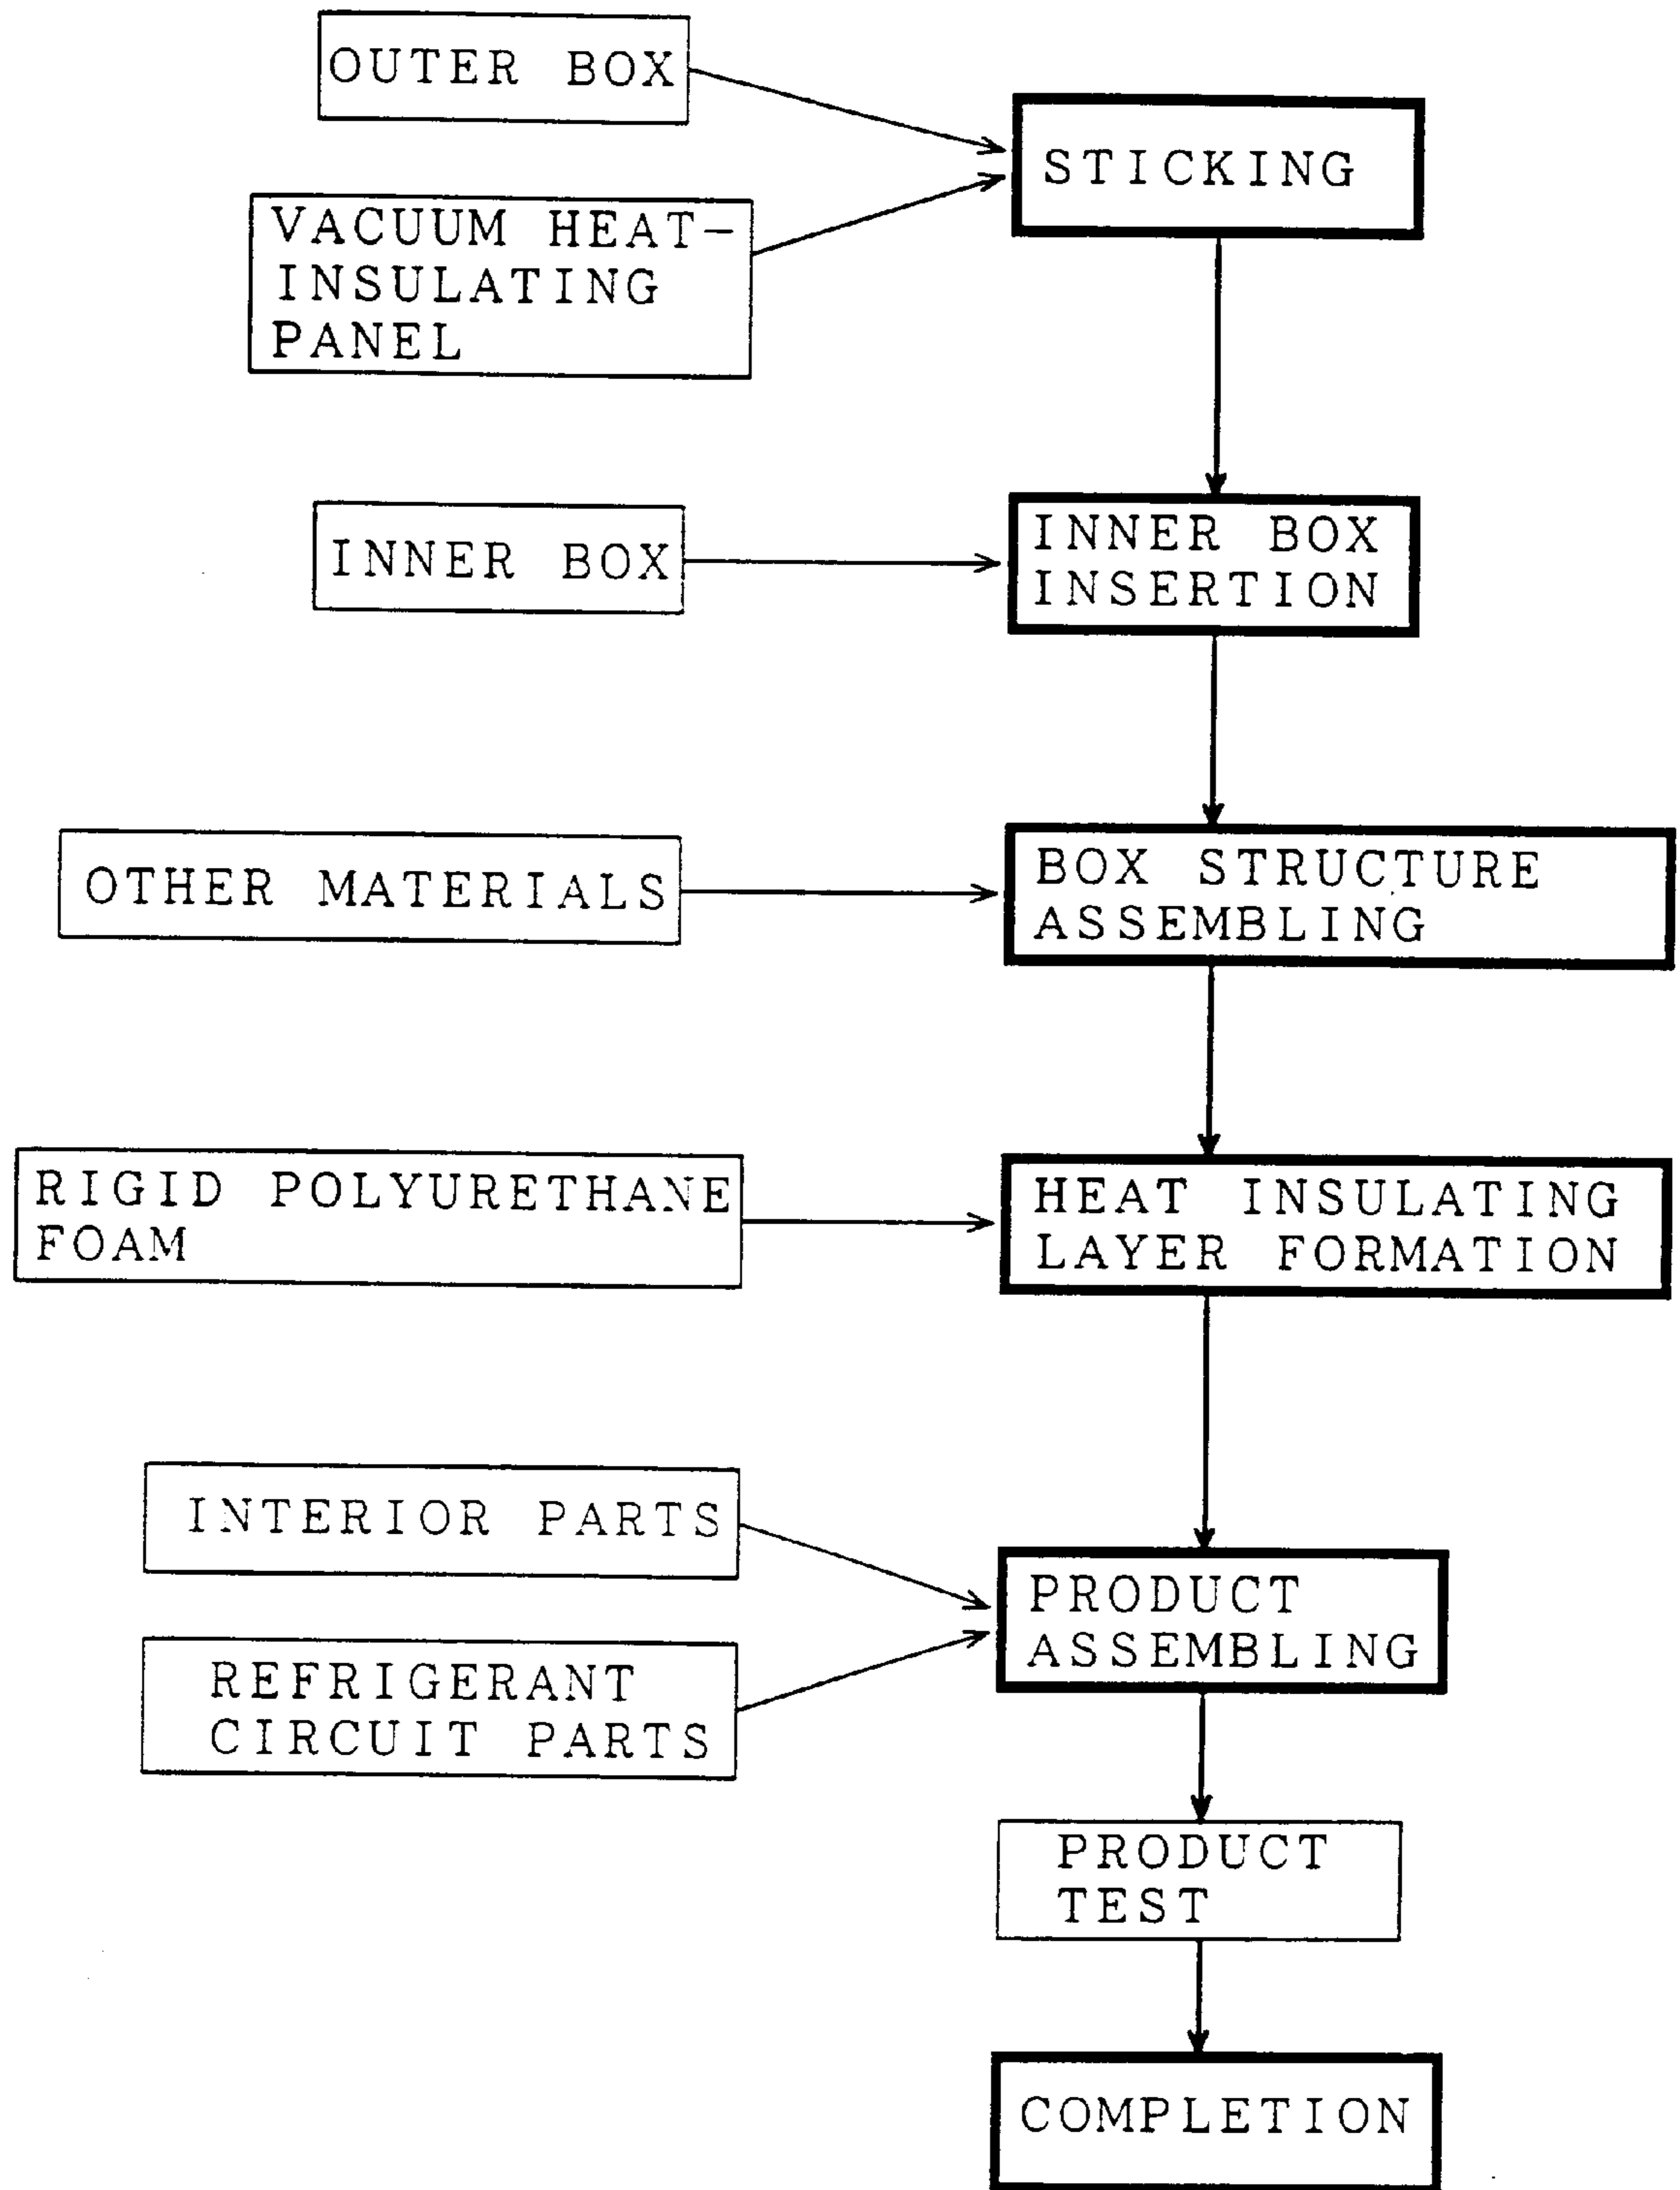 OUTER BOX
STICKING
VACUUM HEAT-
INSULATING
PANEL
INNER BOX
INNER BOX
INSERTION
OTHER MATERIALS
BOX STRUCTURE
ASSEMBLING
RIGID POLYURETHANE
FOAM
HEAT INSULATING
LAYER FORMATION
INTERIOR PARTS
REFRIGERANT
CIRCUIT PARTS
PRODUCT
ASSEMBLING
PRODUCT
TEST
COMPLETION